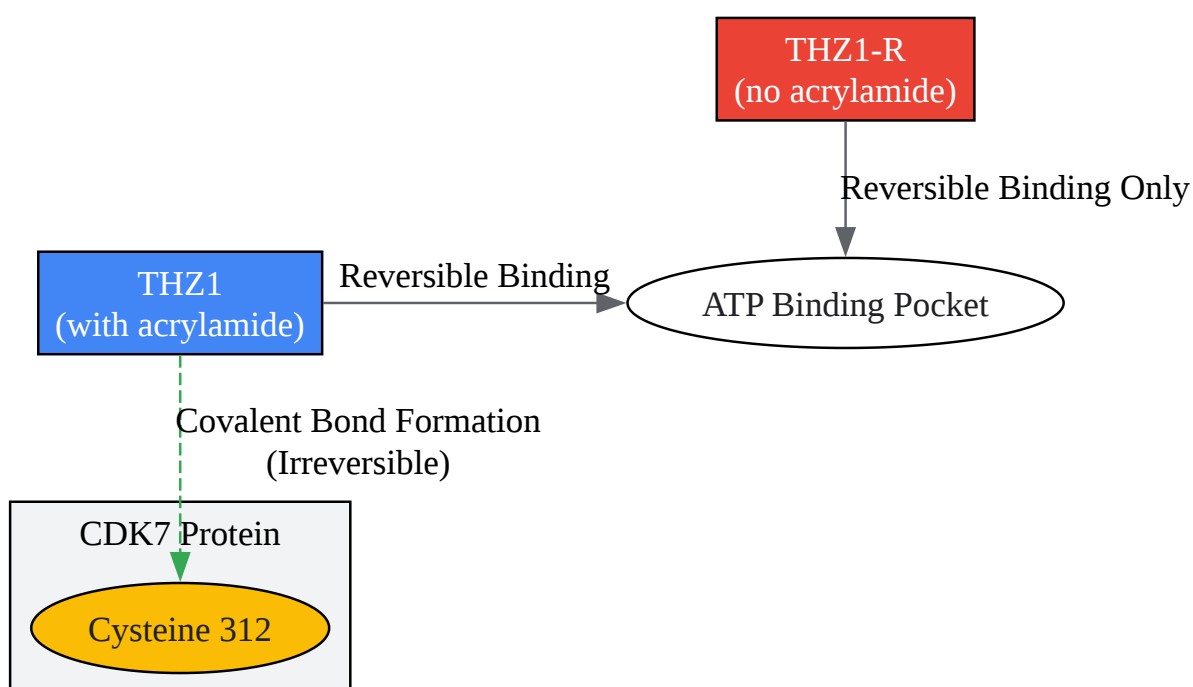 THZ1-R
(no acrylamide)
Reversible Binding Only
THZ1
(with acrylamide)
Reversible Binding
ATP Binding Pocket
Covalent Bond Formation
(Irreversible)
CDK7 Protein
Cysteine 312